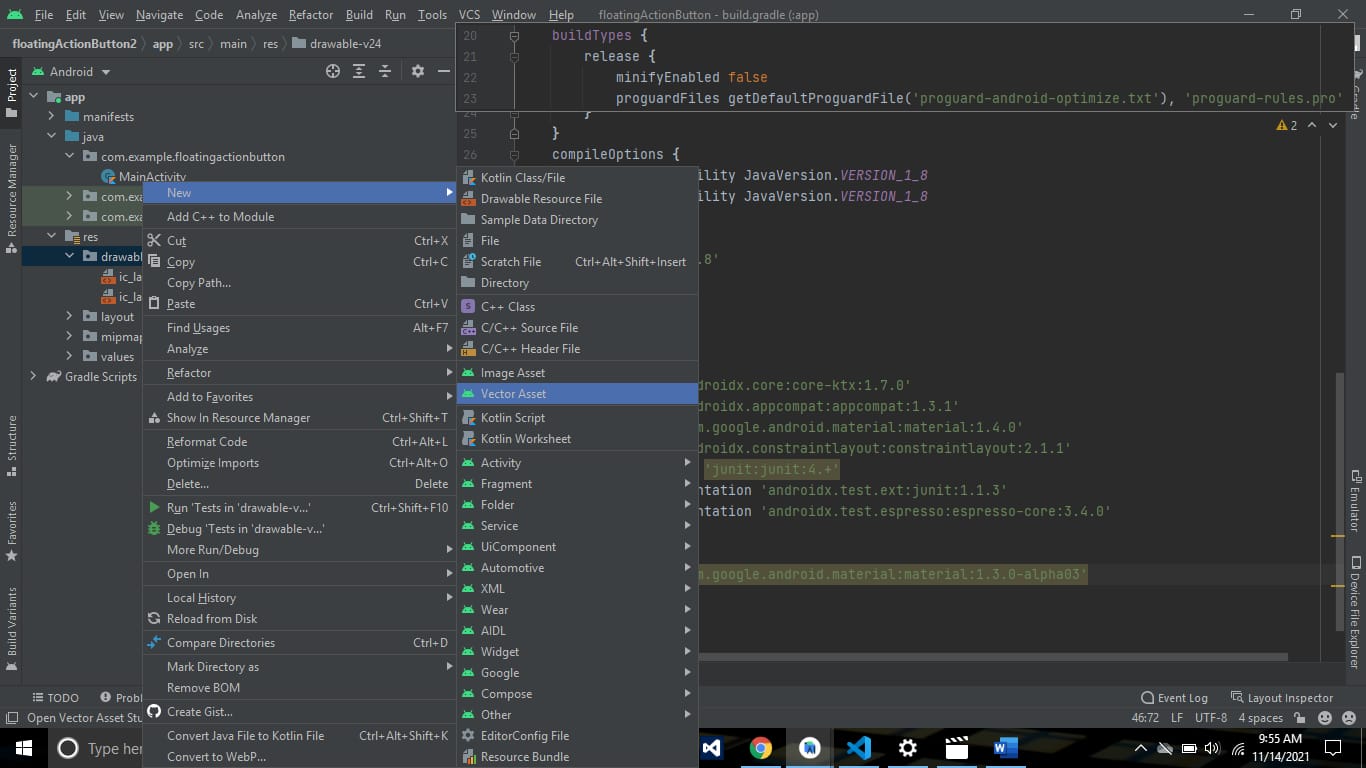 File Edit View Navigate Code Analyze Refactor Build Run Tools VCS Window Help floatingActionButton - build.gradle (:app)
floatingActionButton2 app src main res drawable-v24
Android
Project
Resource Manager
Structure
Favorites
Build Variants
app
manifests
java
com.example.floatingactionbutton
MainActivity
com.exa
com.exa
res
drawabl
ic_la
ic_la
layout
mipmap
values
Gradle Scripts
New
Add C++ to Module
Cut Ctrl+X
Copy Ctrl+C
Copy Path...
Paste Ctrl+V
Find Usages Alt+F7
Analyze
Refactor
Add to Favorites
Show In Resource Manager Ctrl+Shift+T
Reformat Code Ctrl+Alt+L
Optimize Imports Ctrl+Alt+O
Delete... Delete
Run 'Tests in 'drawable-v...' Ctrl+Shift+F10
Debug 'Tests in 'drawable-v...'
More Run/Debug
Open In
Local History
Reload from Disk
Compare Directories Ctrl+D
Mark Directory as
Remove BOM
Create Gist...
Convert Java File to Kotlin File Ctrl+Alt+Shift+K
Convert to WebP...
Kotlin Class/File
Drawable Resource File
Sample Data Directory
File
Scratch File Ctrl+Alt+Shift+Insert
Directory
C++ Class
C/C++ Source File
C/C++ Header File
Image Asset
Vector Asset
Kotlin Script
Kotlin Worksheet
Activity
Fragment
Folder
Service
UiComponent
Automotive
XML
Wear
AIDL
Widget
Google
Compose
Other
EditorConfig File
Resource Bundle
20 buildTypes {
21 release {
22 minifyEnabled false
23 proguardFiles getDefaultProguardFile('proguard-android-optimize.txt'), 'proguard-rules.pro'
24 }
25 }
26 compileOptions {
ility JavaVersion.VERSION_1_8
ility JavaVersion.VERSION_1_8
.8'
droidx.core:core-ktx:1.7.0'
droidx.appcompat:appcompat:1.3.1'
m.google.android.material:material:1.4.0'
droidx.constraintlayout:constraintlayout:2.1.1'
'junit:junit:4.+'
ntation 'androidx.test.ext:junit:1.1.3'
ntation 'androidx.test.espresso:espresso-core:3.4.0'
m.google.android.material:material:1.3.0-alpha03'
2
Gradle
Emulator
Device File Explorer
TODO Probl
Event Log Layout Inspector
Open Vector Asset Stu
46:72 LF UTF-8 4 spaces
Type her
9:55 AM
11/14/2021